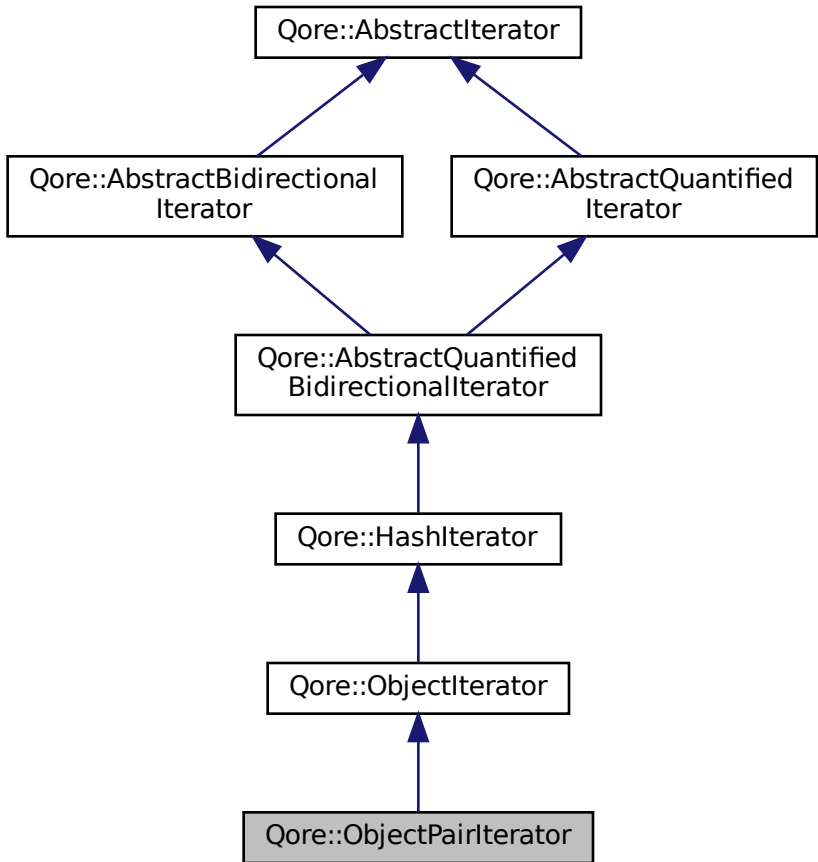 Qore::AbstractIterator
Qore::AbstractBidirectional
Iterator
Qore::AbstractQuantified
Iterator
Qore::AbstractQuantified
BidirectionalIterator
Qore::HashIterator
Qore::ObjectIterator
Qore::ObjectPairIterator